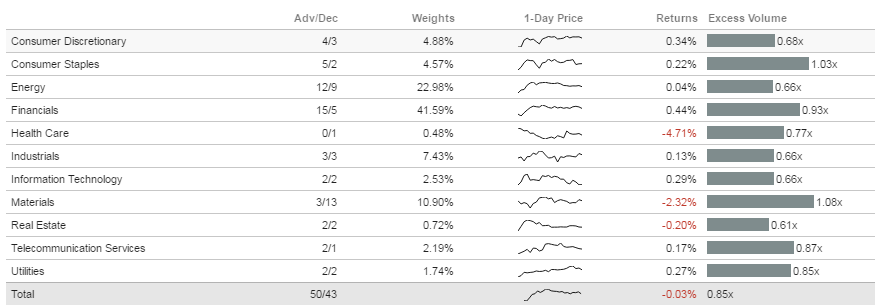 Adv/Dec Weights 1-Day Price Returns Excess Volume
Consumer Discretionary 4/3 4.88% 0.34% 0.68x
Consumer Staples 5/2 4.57% 0.22% 1.03x
Energy 12/9 22.98% 0.04% 0.66x
Financials 15/5 41.59% 0.44% 0.93x
Health Care 0/1 0.48% -4.71% 0.77x
Industrials 3/3 7.43% 0.13% 0.66x
Information Technology 2/2 2.53% 0.29% 0.66x
Materials 3/13 10.90% -2.32% 1.08x
Real Estate 2/2 0.72% -0.20% 0.61x
Telecommunication Services 2/1 2.19% 0.17% 0.87x
Utilities 2/2 1.74% 0.27% 0.85x
Total 50/43 -0.03% 0.85x